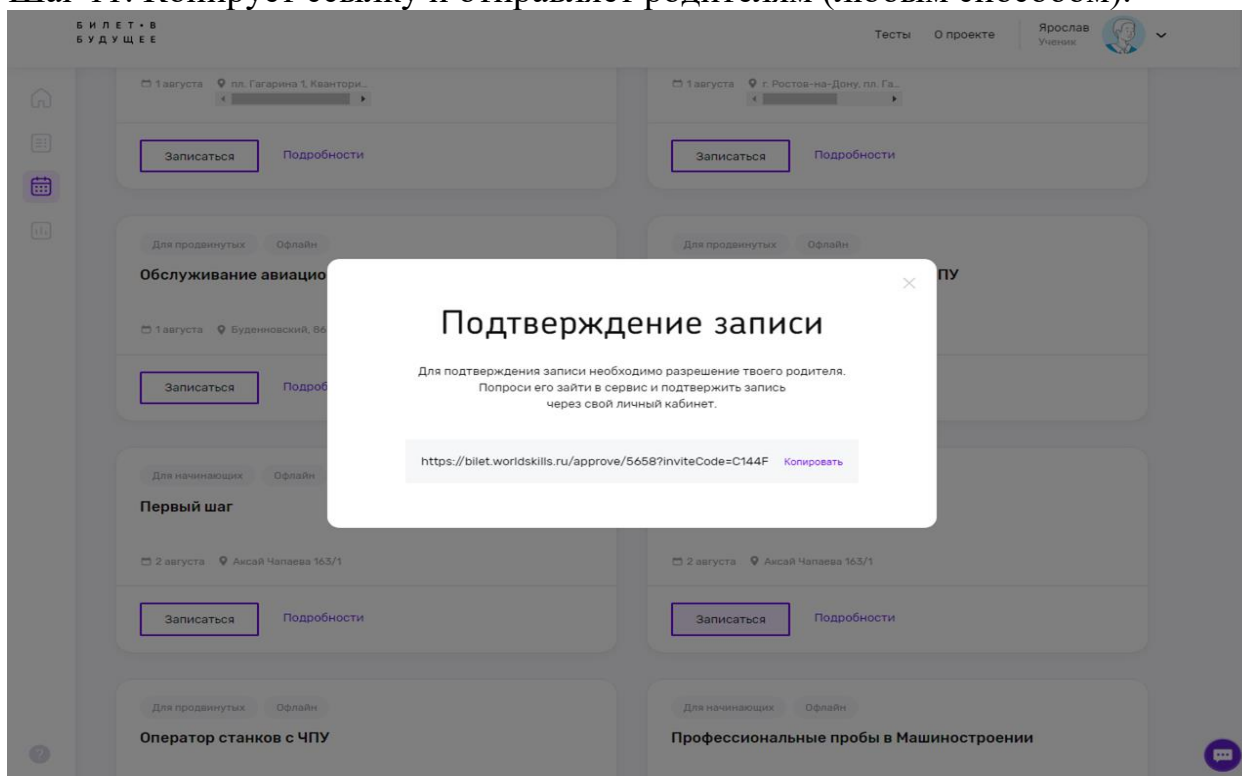 Шаг 11. Копирует ссылку и отправляет родителям (любым способом).
БИЛЕТ•В
БУДУЩЕЕ
Тесты О проекте
Ярослав
Ученик
1 августа пл. Гагарина 1, Квантори...
1 августа г. Ростов-на-Дону, пл. Га...
Записаться Подробности
Записаться Подробности
Для продвинутых Офлайн
Для продвинутых Офлайн
Обслуживание авиацио
ПУ
1 августа Буденновский, 86
Записаться Подроб
Подтверждение записи
Для подтверждения записи необходимо разрешение твоего родителя.
Попроси его зайти в сервис и подтвердить запись
через свой личный кабинет.
https://bilet.worldskills.ru/approve/5658?inviteCode=C144F Копировать
Для начинающих Офлайн
Первый шаг
2 августа Аксай Чапаева 163/1
2 августа Аксай Чапаева 163/1
Записаться Подробности
Записаться Подробности
Для продвинутых Офлайн
Для начинающих Офлайн
Оператор станков с ЧПУ
Профессиональные пробы в Машиностроении